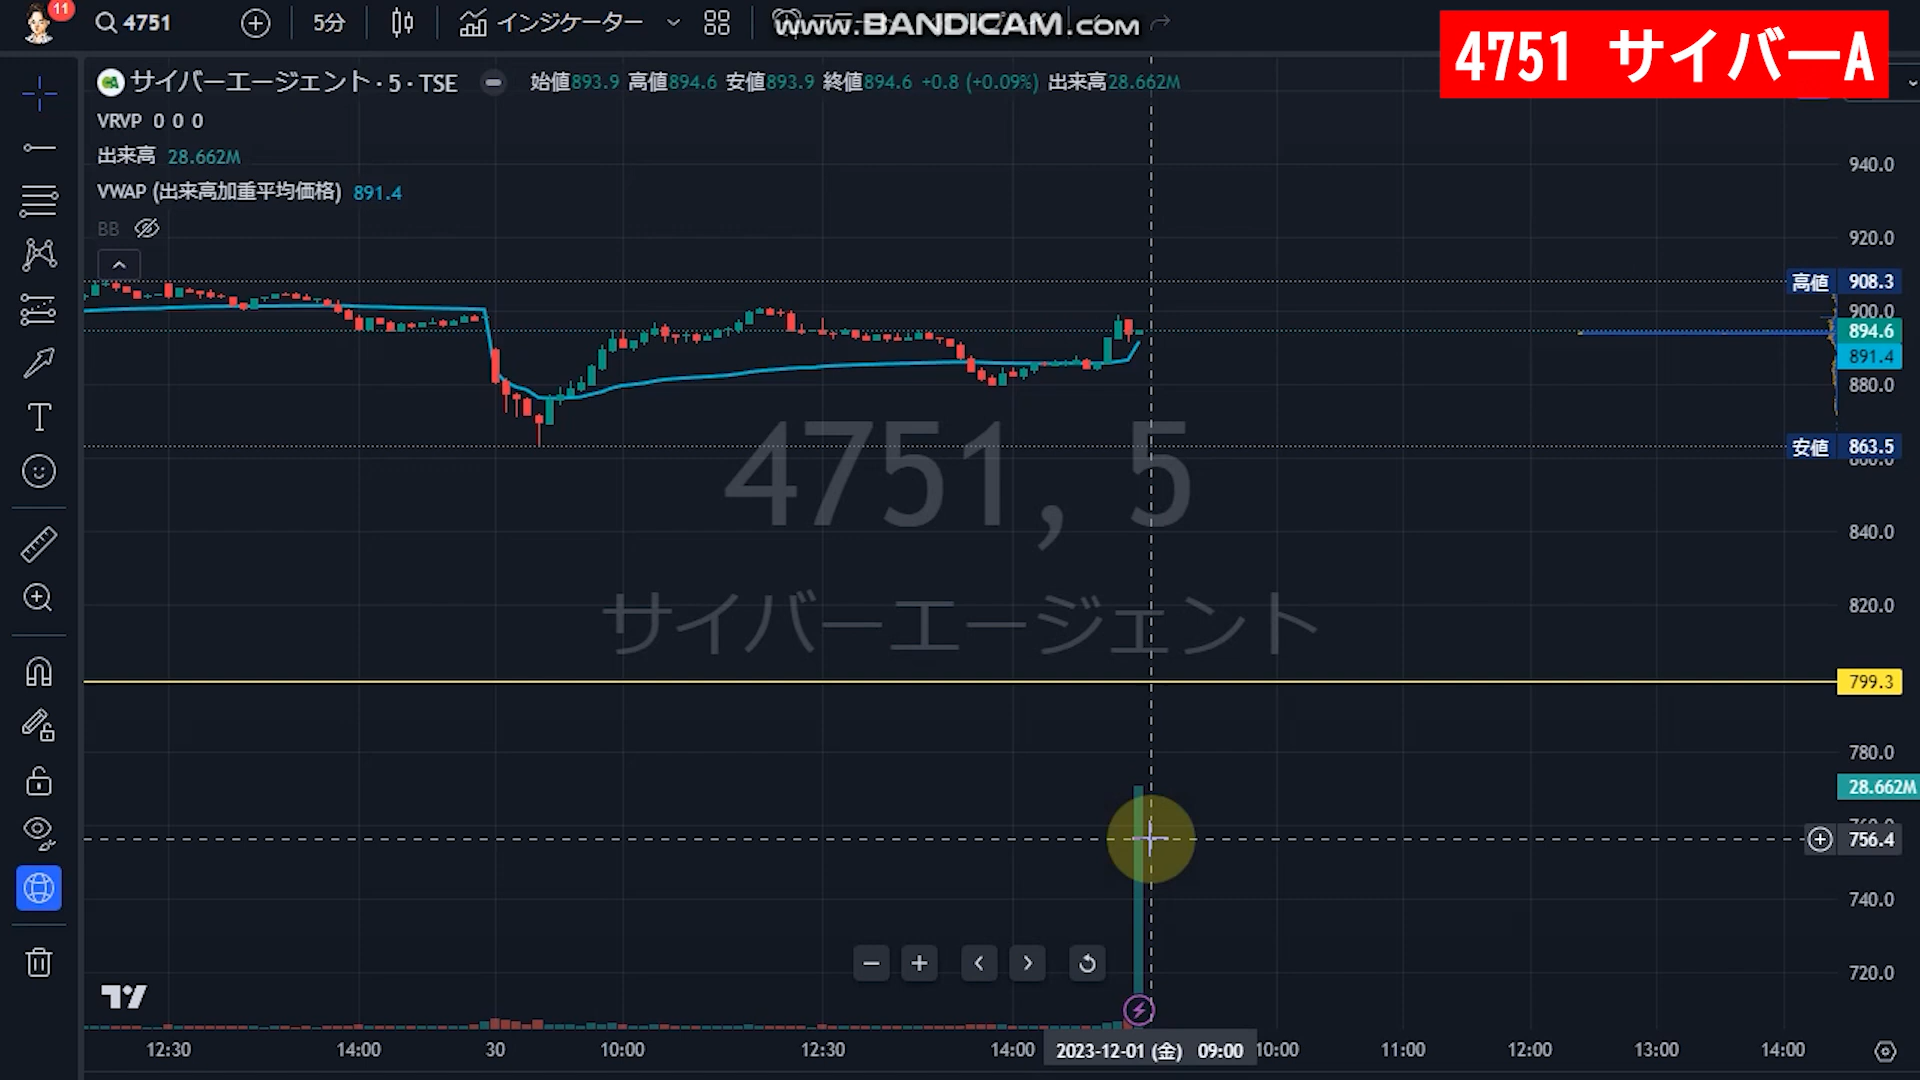 11
4751
5分
インジケーター
www.BANDICAM.com
4751 サイバーA
サイバーエージェント・5・TSE
始値893.9 高値894.6 安値893.9 終値894.6 +0.8 (+0.09%) 出来高28.662M
VRVP 0 0 0
出来高 28.662M
VWAP (出来高加重平均価格) 891.4
BB
940.0
920.0
高値 908.3
900.0
894.6
891.4
880.0
安値 863.5
4751, 5
サイバーエージェント
840.0
820.0
799.3
780.0
28.662M
756.4
740.0
720.0
12:30
14:00
30
10:00
12:30
14:00
2023-12-01 (金) 09:00
10:00
11:00
12:00
13:00
14:00